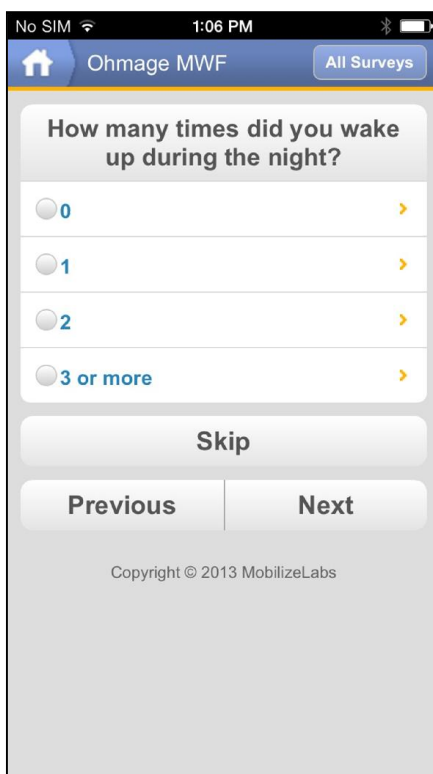 No SIM 1:06 PM
Ohmage MWF All Surveys
How many times did you wake
up during the night?
0
1
2
3 or more
Skip
Previous Next
Copyright © 2013 MobilizeLabs